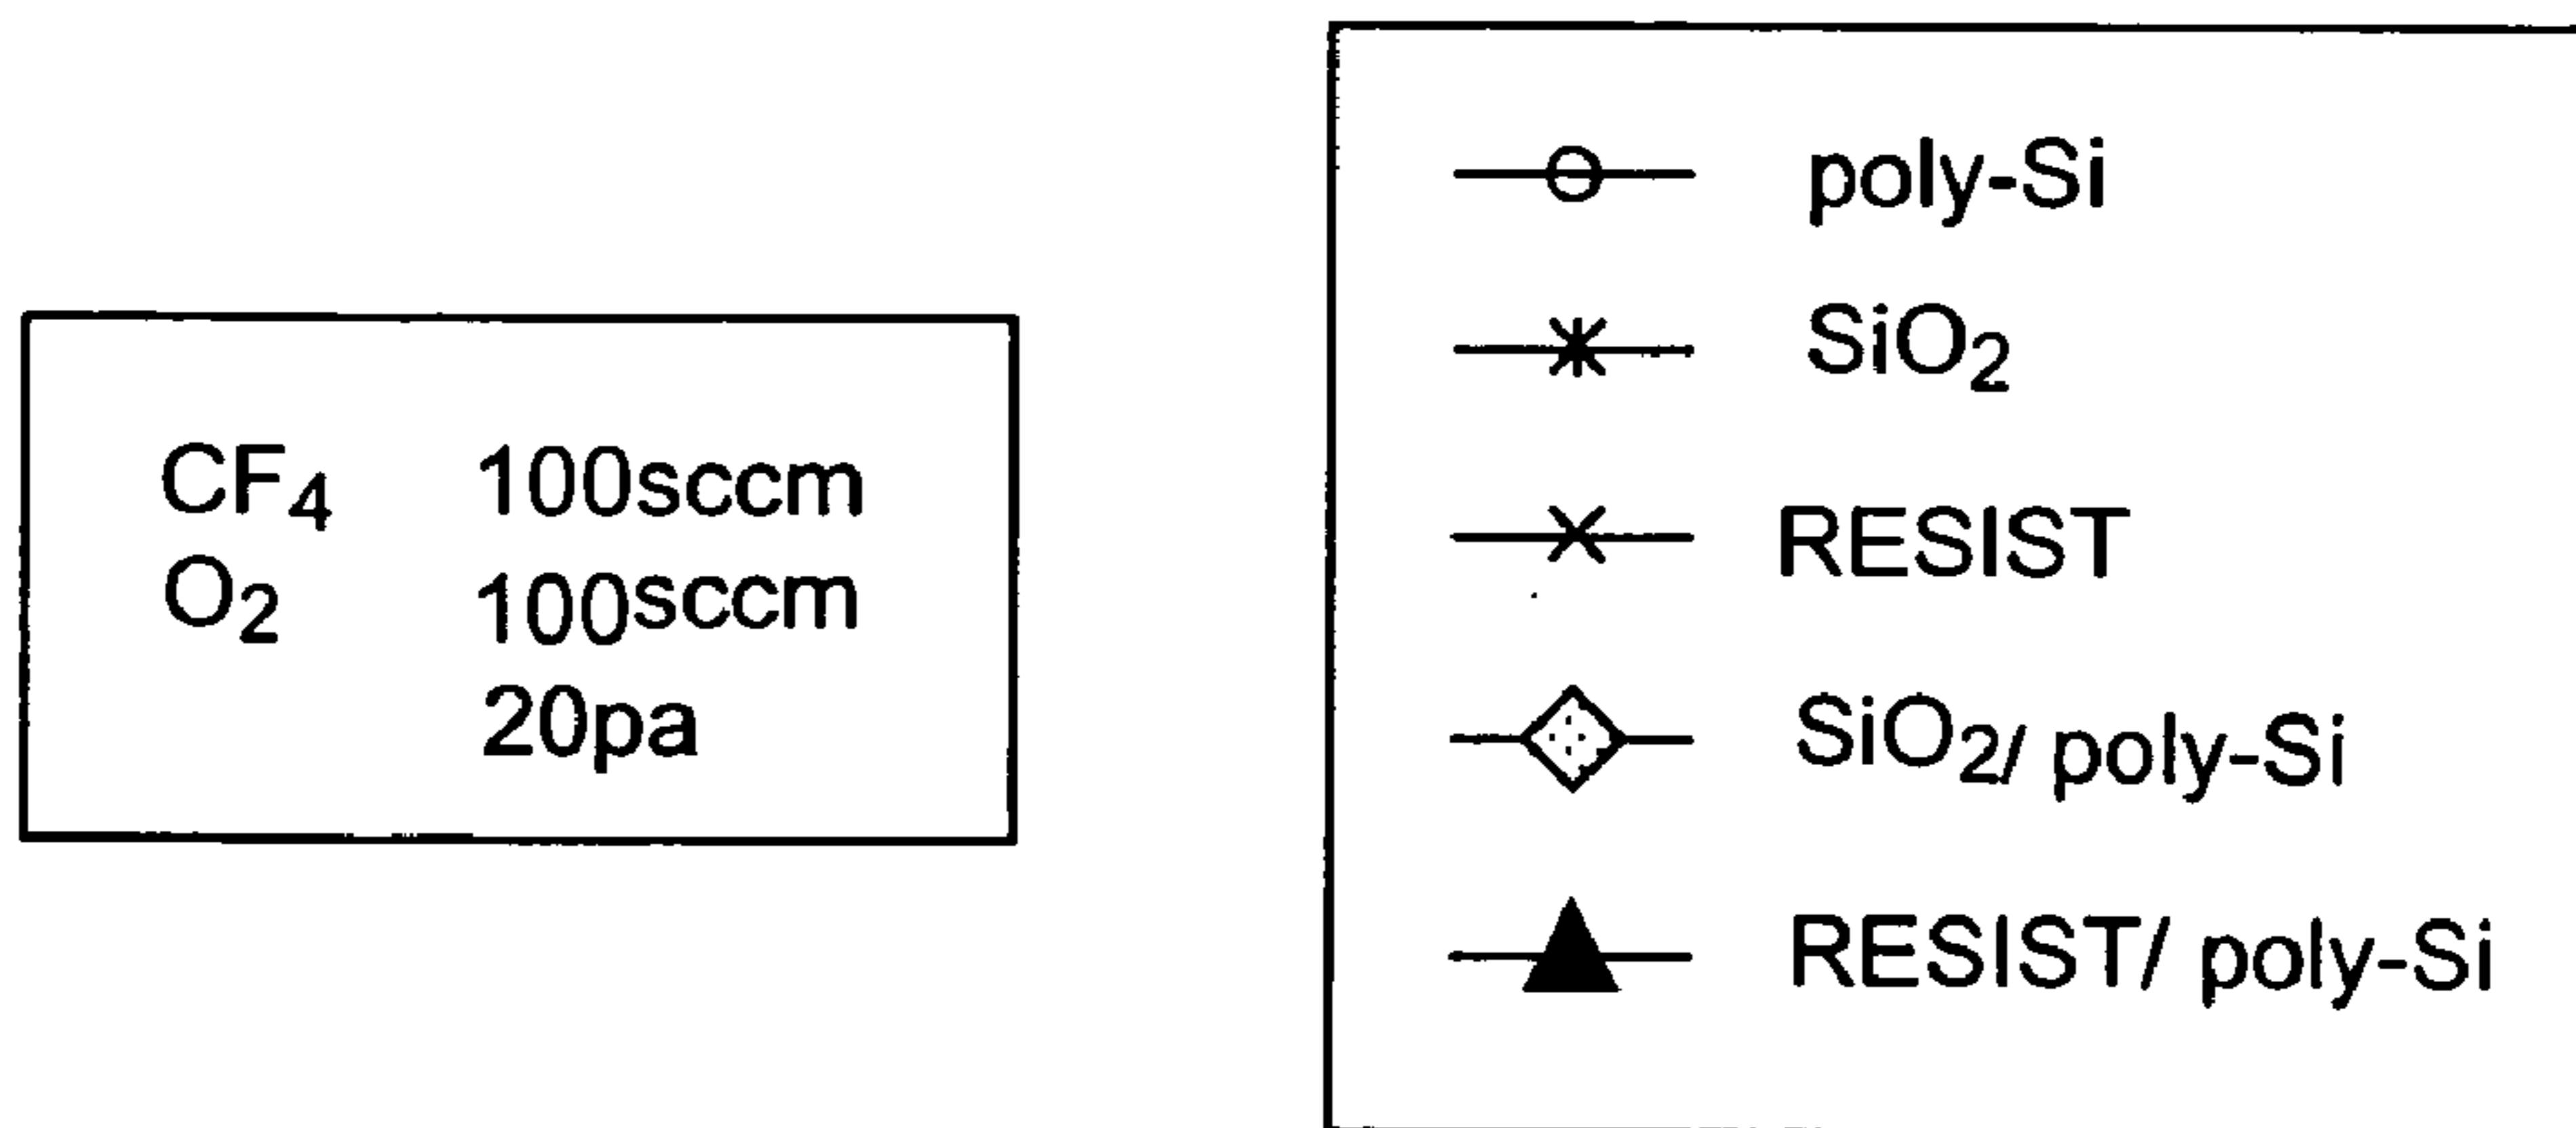 CF₄ 100sccm
O₂ 100sccm
20pa
poly-Si
SiO₂
RESIST
SiO₂/ poly-Si
RESIST/ poly-Si